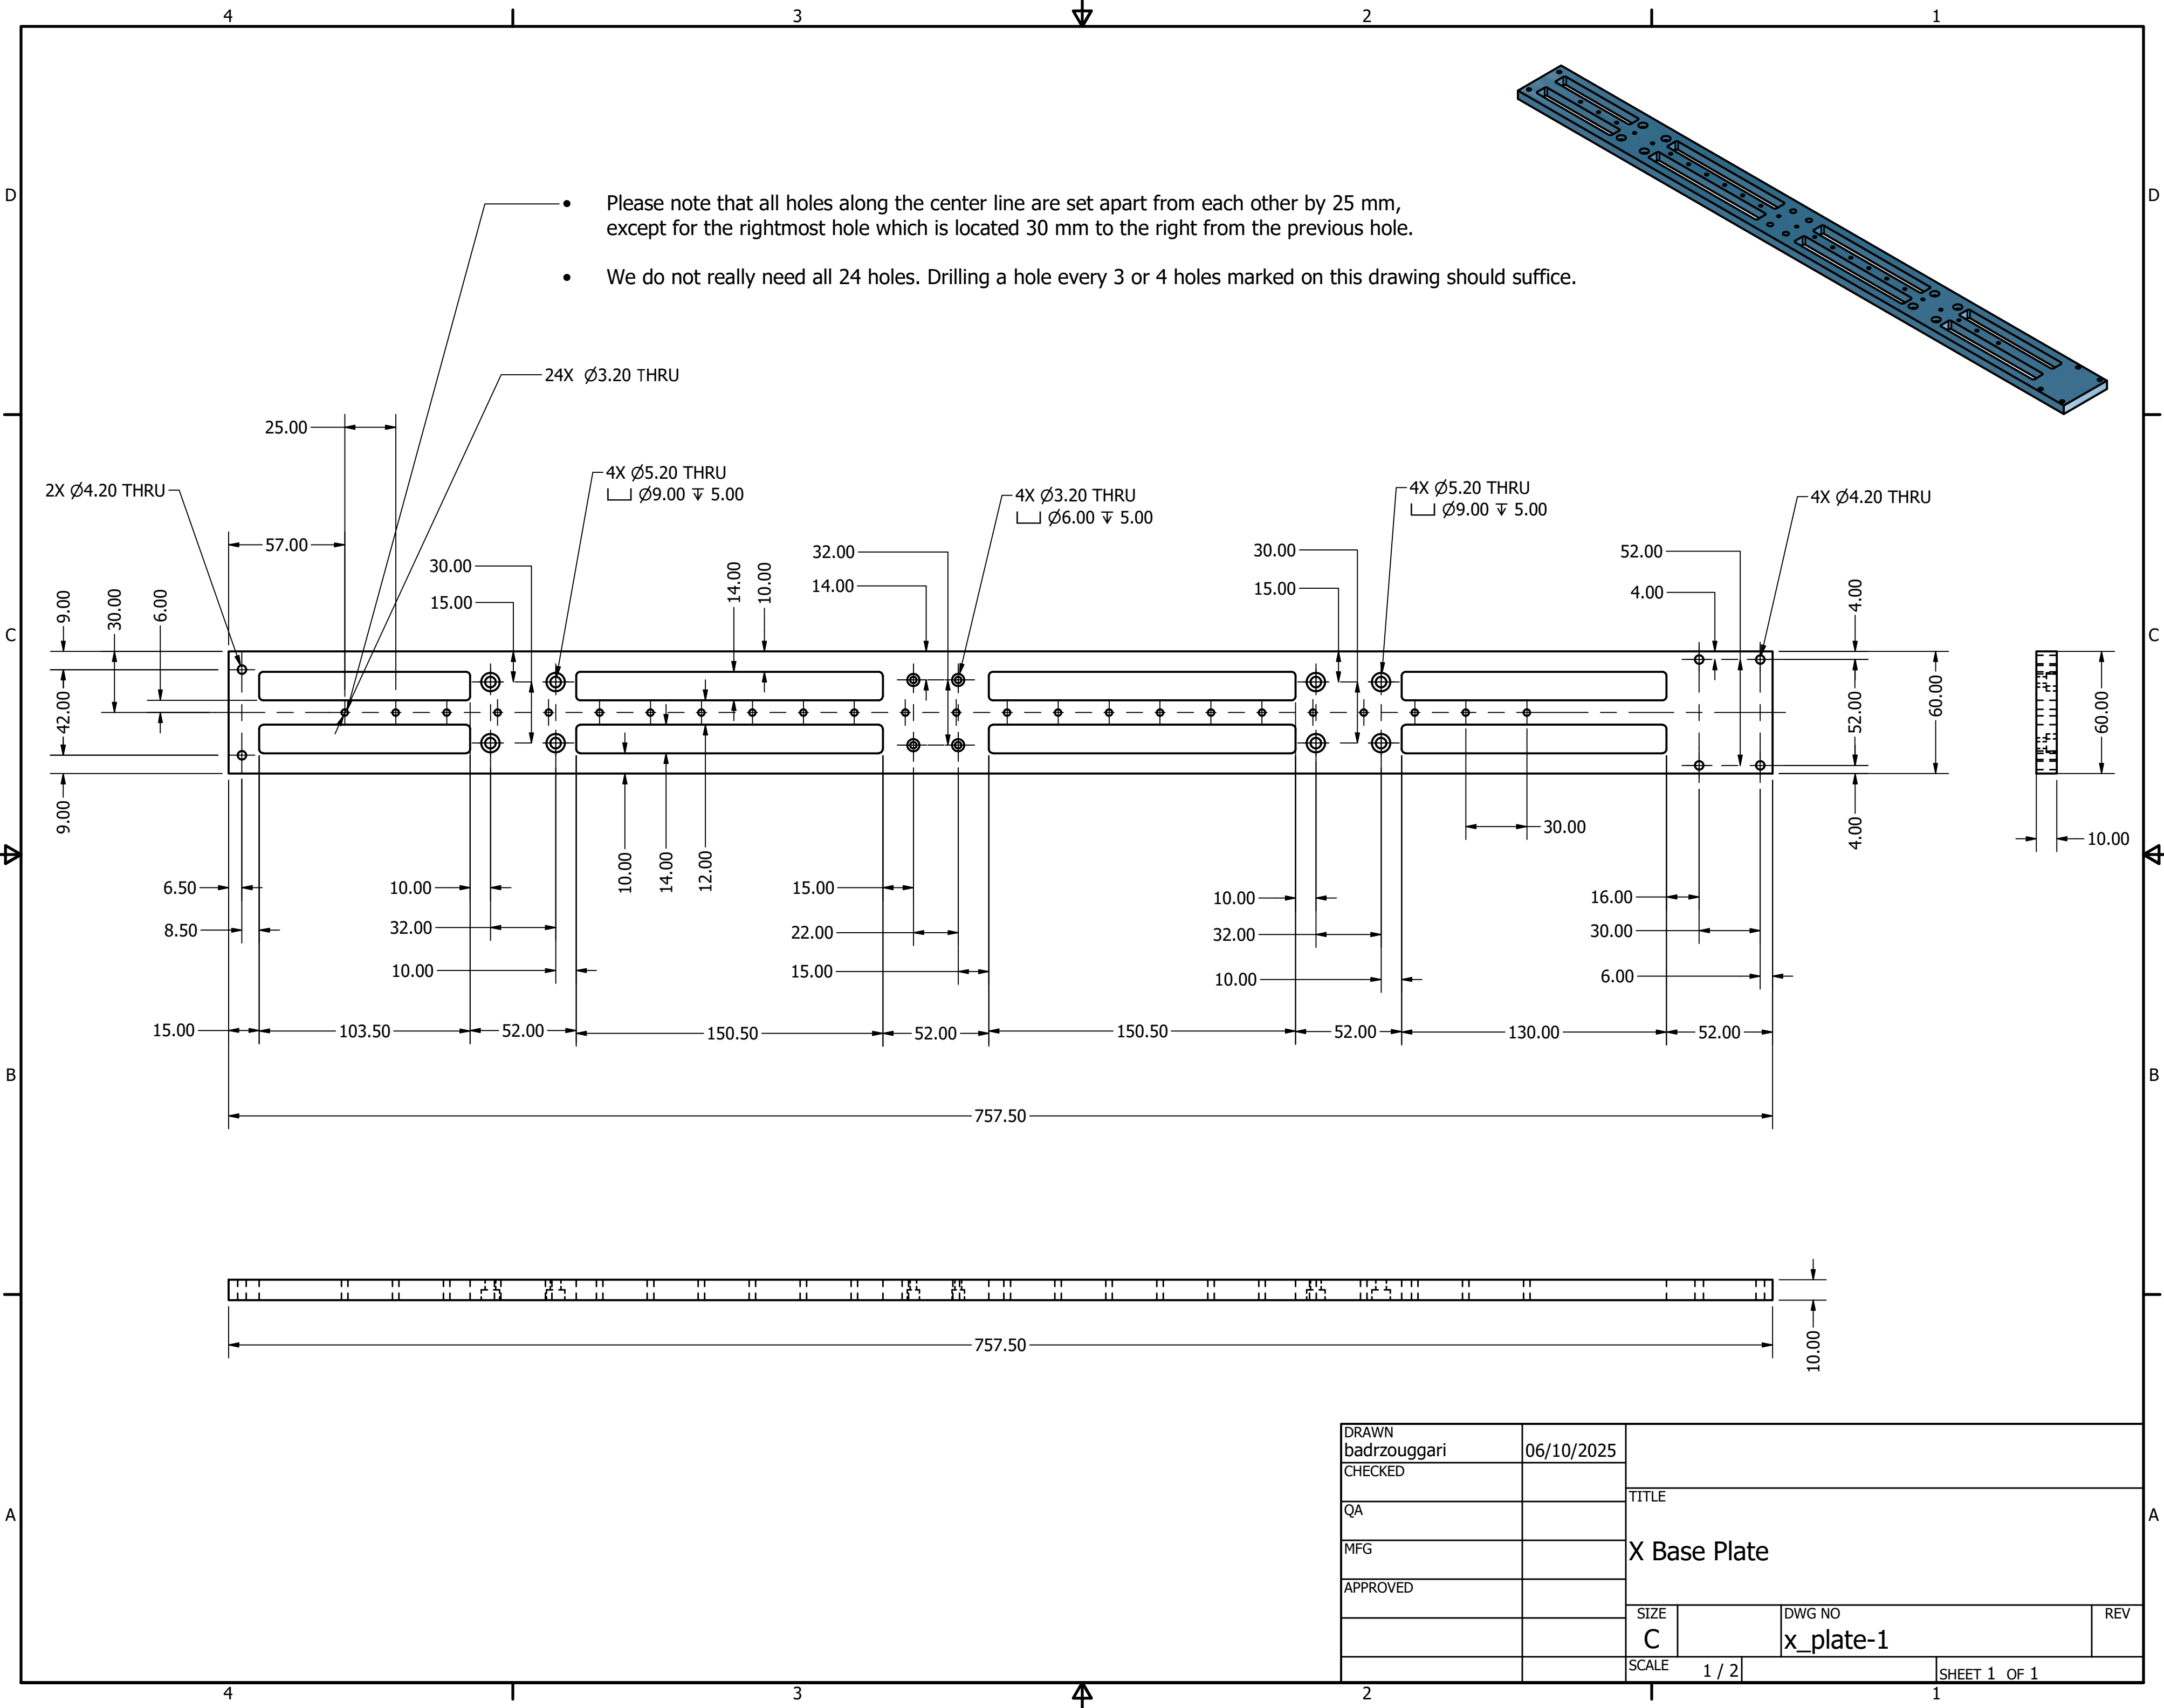 4 3 2 1
D D
• Please note that all holes along the center line are set apart from each other by 25 mm,
except for the rightmost hole which is located 30 mm to the right from the previous hole.
• We do not really need all 24 holes. Drilling a hole every 3 or 4 holes marked on this drawing should suffice.
24X Ø3.20 THRU
25.00
2X Ø4.20 THRU
4X Ø5.20 THRU
⌴ Ø9.00 ↧ 5.00
4X Ø3.20 THRU
⌴ Ø6.00 ↧ 5.00
4X Ø5.20 THRU
⌴ Ø9.00 ↧ 5.00
4X Ø4.20 THRU
57.00
30.00
15.00
14.00
10.00
32.00
14.00
30.00
15.00
52.00
4.00
4.00
9.00
30.00
6.00
C C
42.00
9.00
52.00
60.00
60.00
4.00
30.00
10.00
10.00
14.00
12.00
6.50
10.00
15.00
10.00
16.00
8.50
32.00
22.00
32.00
30.00
10.00
15.00
10.00
6.00
15.00
103.50
52.00
150.50
52.00
150.50
52.00
130.00
52.00
B B
757.50
757.50
10.00
DRAWN
badrzouggari
06/10/2025
CHECKED
QA
MFG
APPROVED
TITLE
X Base Plate
SIZE
C
DWG NO
x_plate-1
REV
SCALE
1 / 2
SHEET 1 OF 1
A A
4 3 2 1